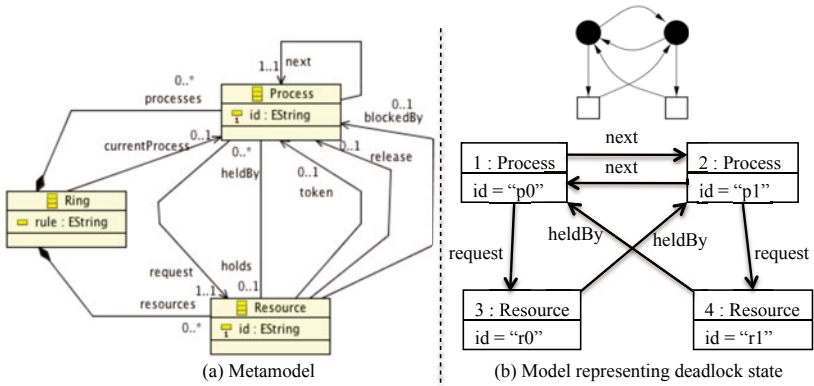 next
1..1
0..*
processes
Process
id : EString
0..1
blockedBy
currentProcess
0..1
0..*
heldBy
0..1
token
0..1
release
Ring
rule : EString
request
1..1
holds
0..1
resources
0..*
Resource
id : EString
(a) Metamodel
next
1 : Process
id = “p0”
next
2 : Process
id = “p1”
request
heldBy
heldBy
request
3 : Resource
id = “r0”
4 : Resource
id = “r1”
(b) Model representing deadlock state